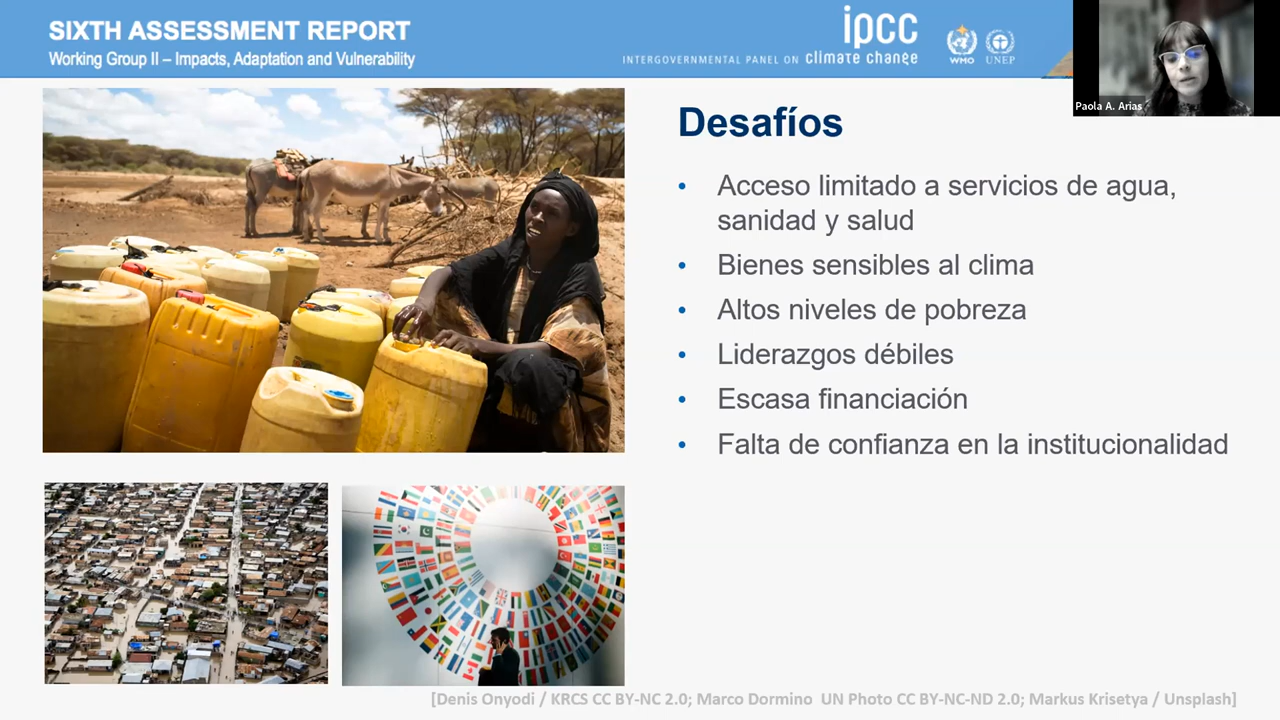 SIXTH ASSESSMENT REPORT
Working Group II – Impacts, Adaptation and Vulnerability
ipcc
INTERGOVERNMENTAL PANEL ON climate change
WMO
UNEP
Paola A. Arias
Desafíos
• Acceso limitado a servicios de agua,
sanidad y salud
• Bienes sensibles al clima
• Altos niveles de pobreza
• Liderazgos débiles
• Escasa financiación
• Falta de confianza en la institucionalidad
[Denis Onyodi / KRCS CC BY-NC 2.0; Marco Dormino UN Photo CC BY-NC-ND 2.0; Markus Krisetya / Unsplash]